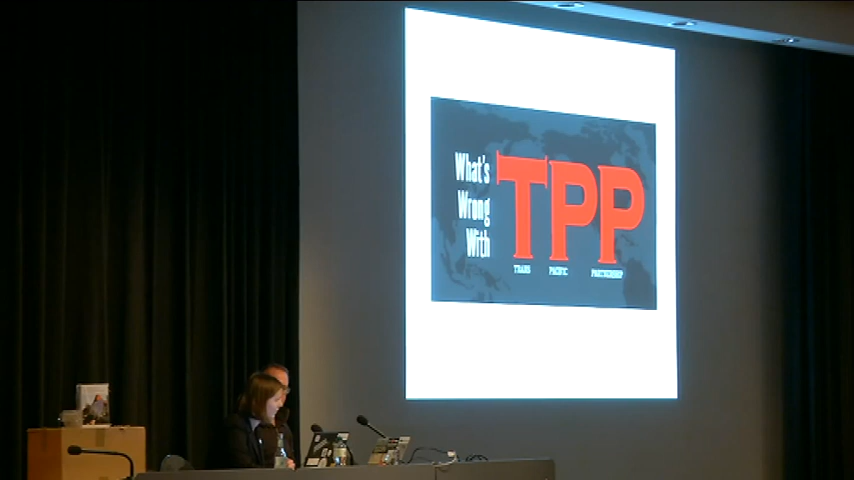 What's
Wrong
With
TPP
TRANS PACIFIC PARTNERSHIP